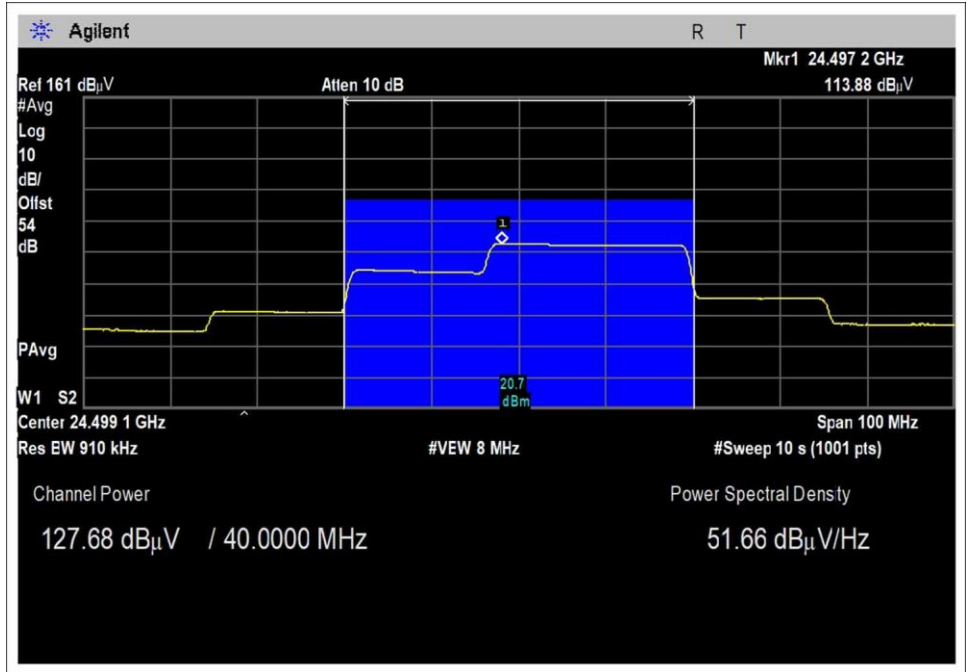 Agilent R T
Mkr1 24.497 2 GHz
Ref 161 dBµV Atten 10 dB 113.88 dBµV
#Avg
Log
10
dB/
Offst
54
dB
1
PAvg
20.7
dBm
W1 S2
Center 24.499 1 GHz Span 100 MHz
Res BW 910 kHz #VBW 8 MHz #Sweep 10 s (1001 pts)
Channel Power Power Spectral Density
127.68 dBµV / 40.0000 MHz 51.66 dBµV/Hz